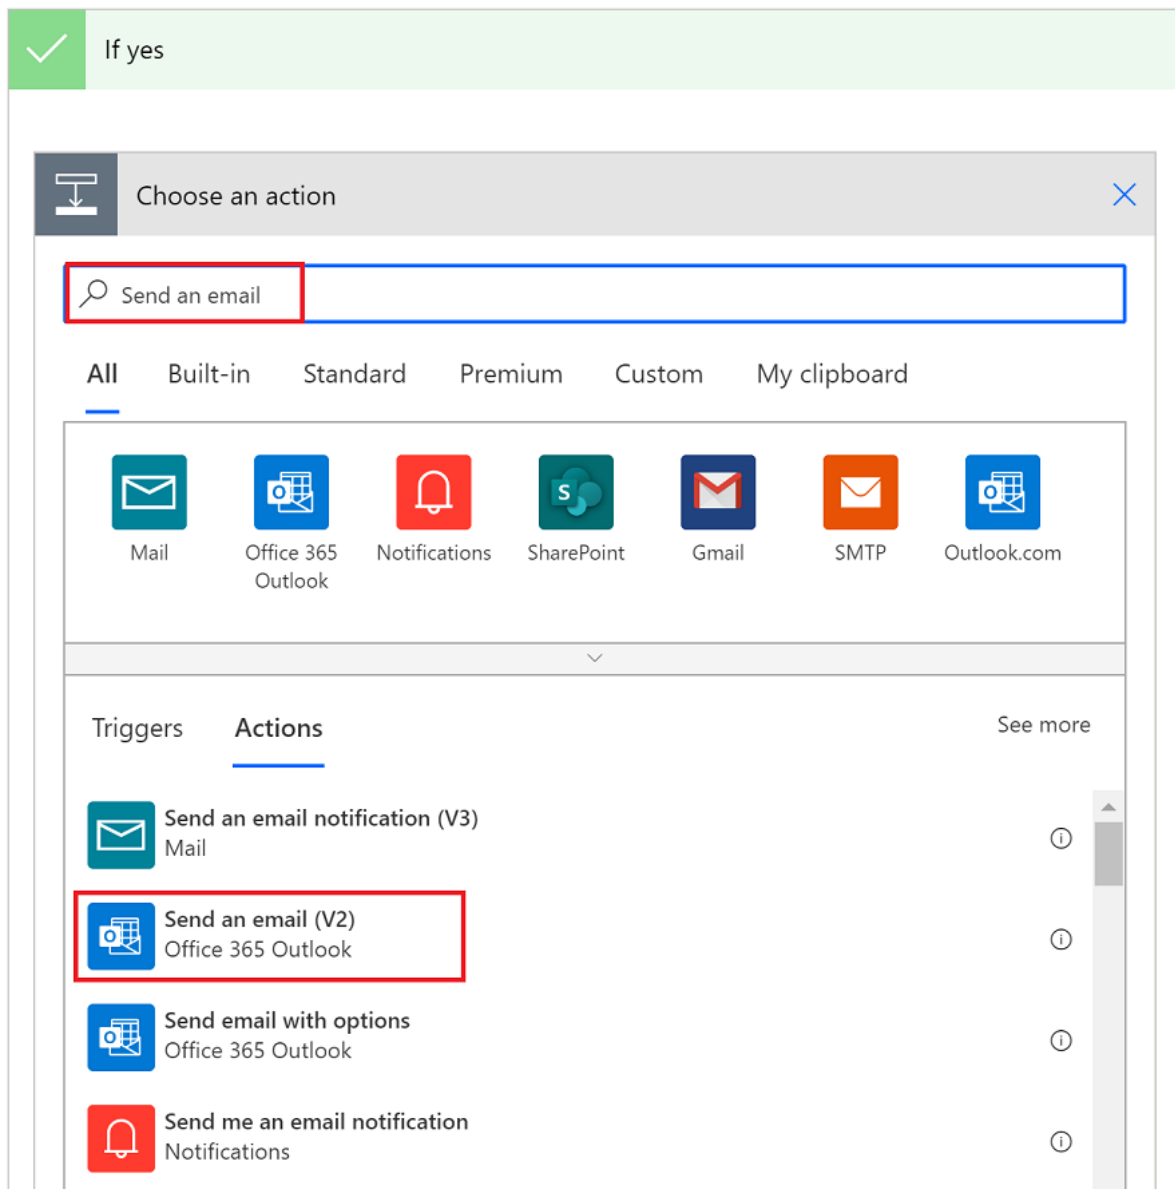 If yes
Choose an action
Send an email
All Built-in Standard Premium Custom My clipboard
Mail Office 365 Outlook Notifications SharePoint Gmail SMTP Outlook.com
Triggers Actions See more
Send an email notification (V3)
Mail
Send an email (V2)
Office 365 Outlook
Send email with options
Office 365 Outlook
Send me an email notification
Notifications